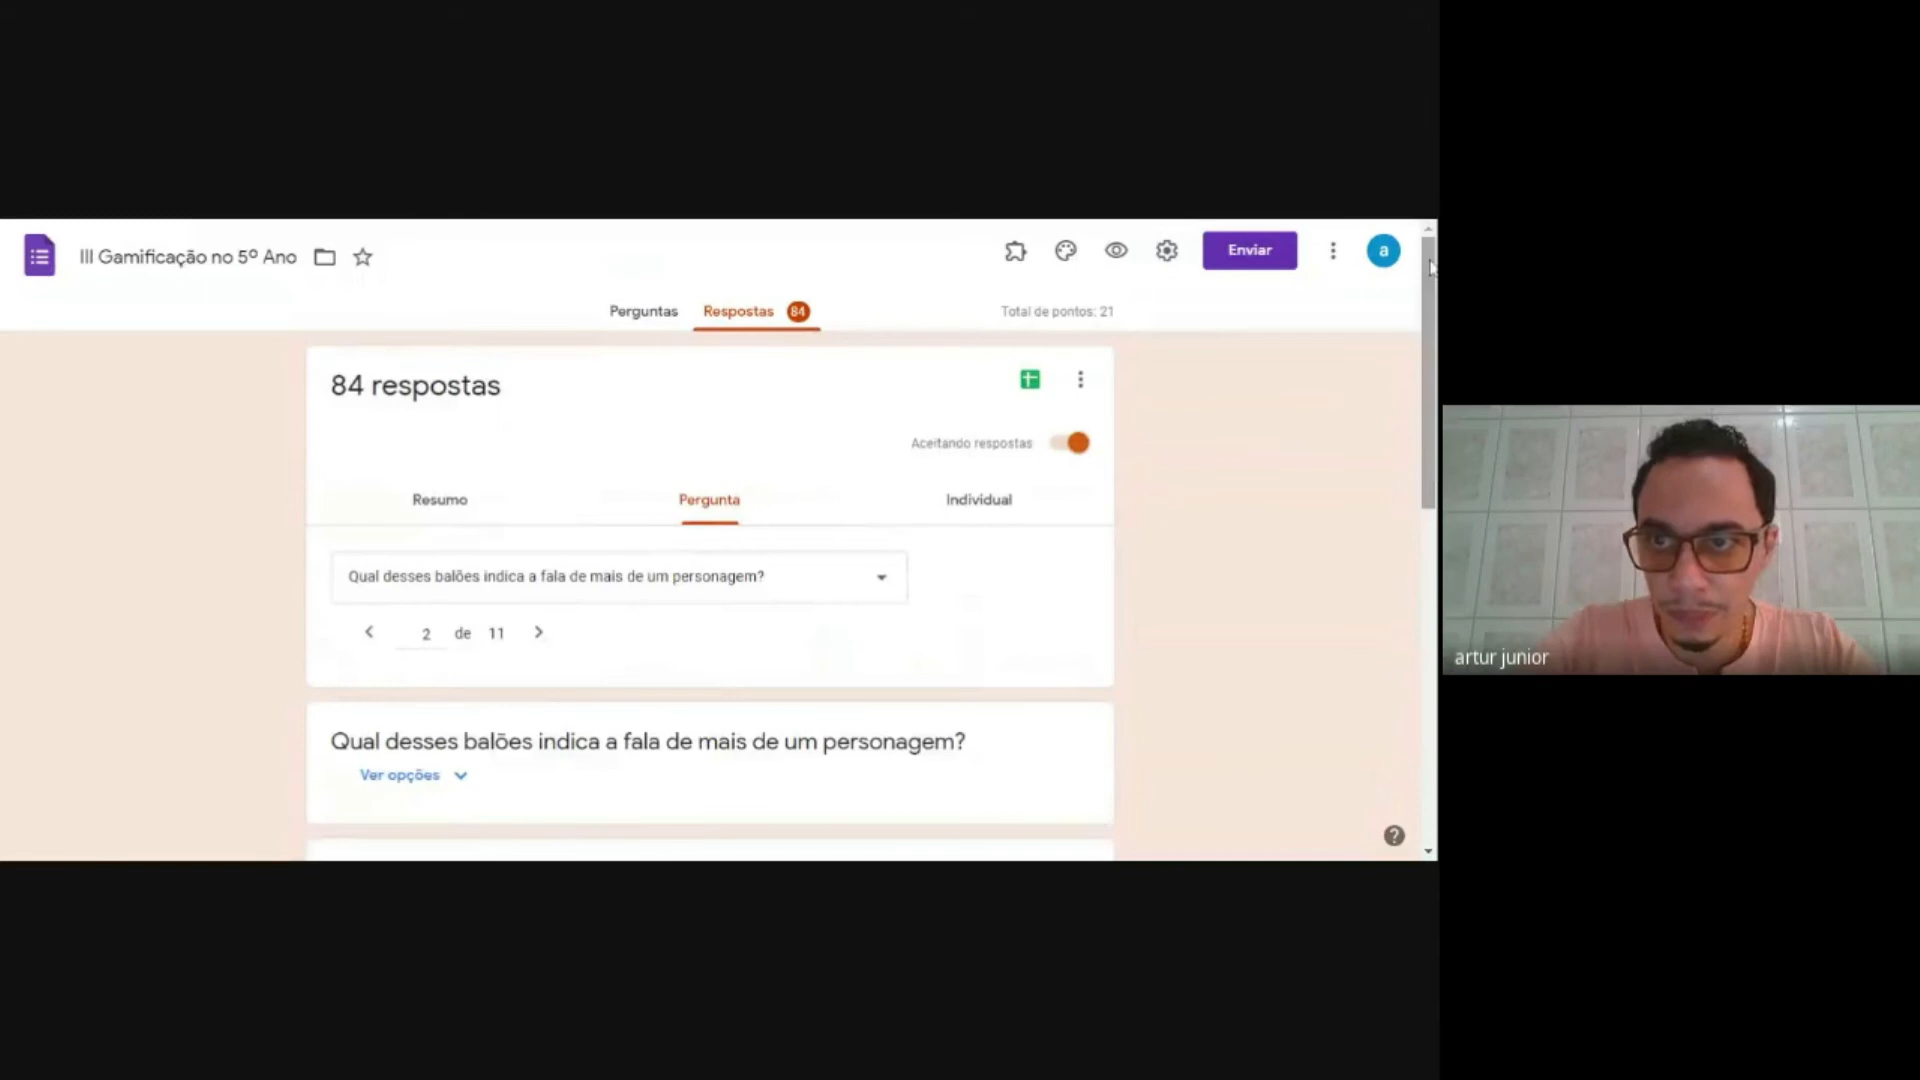 III Gamificação no 5º Ano
Enviar
a
Perguntas
Respostas 84
Total de pontos: 21
84 respostas
Aceitando respostas
Resumo
Pergunta
Individual
Qual desses balões indica a fala de mais de um personagem?
2 de 11
Qual desses balões indica a fala de mais de um personagem?
Ver opções
?
artur junior